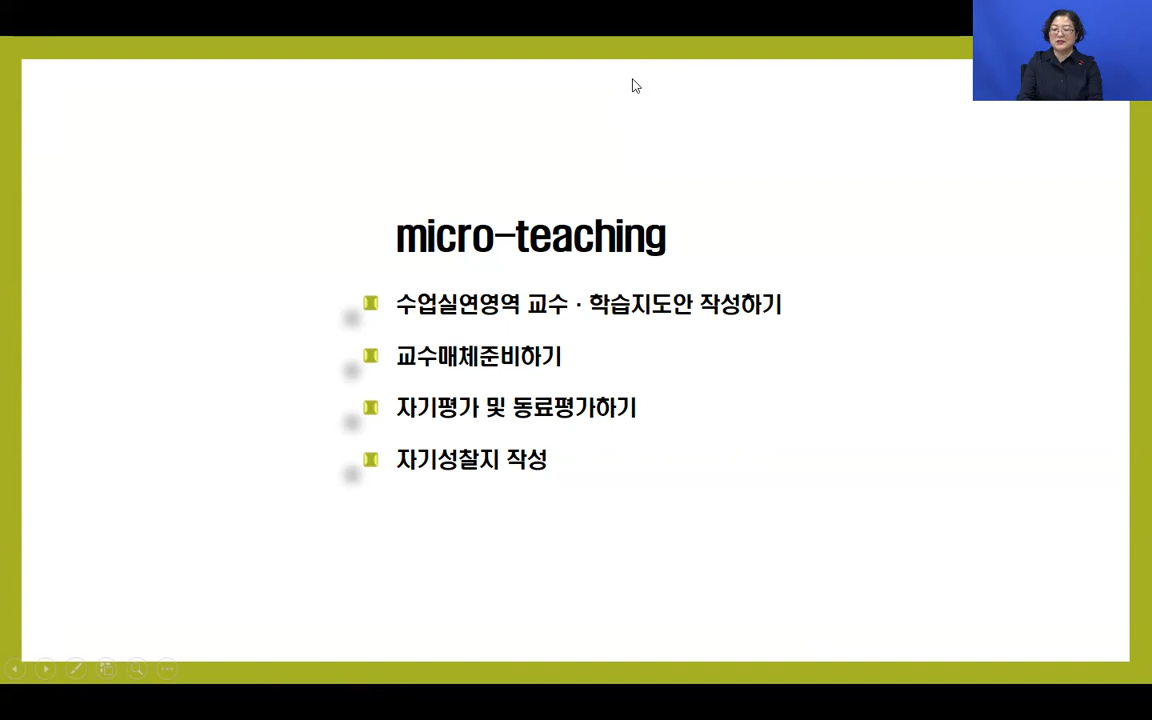 micro-teaching
수업실연영역 교수·학습지도안 작성하기
교수매체준비하기
자기평가 및 동료평가하기
자기성찰지 작성